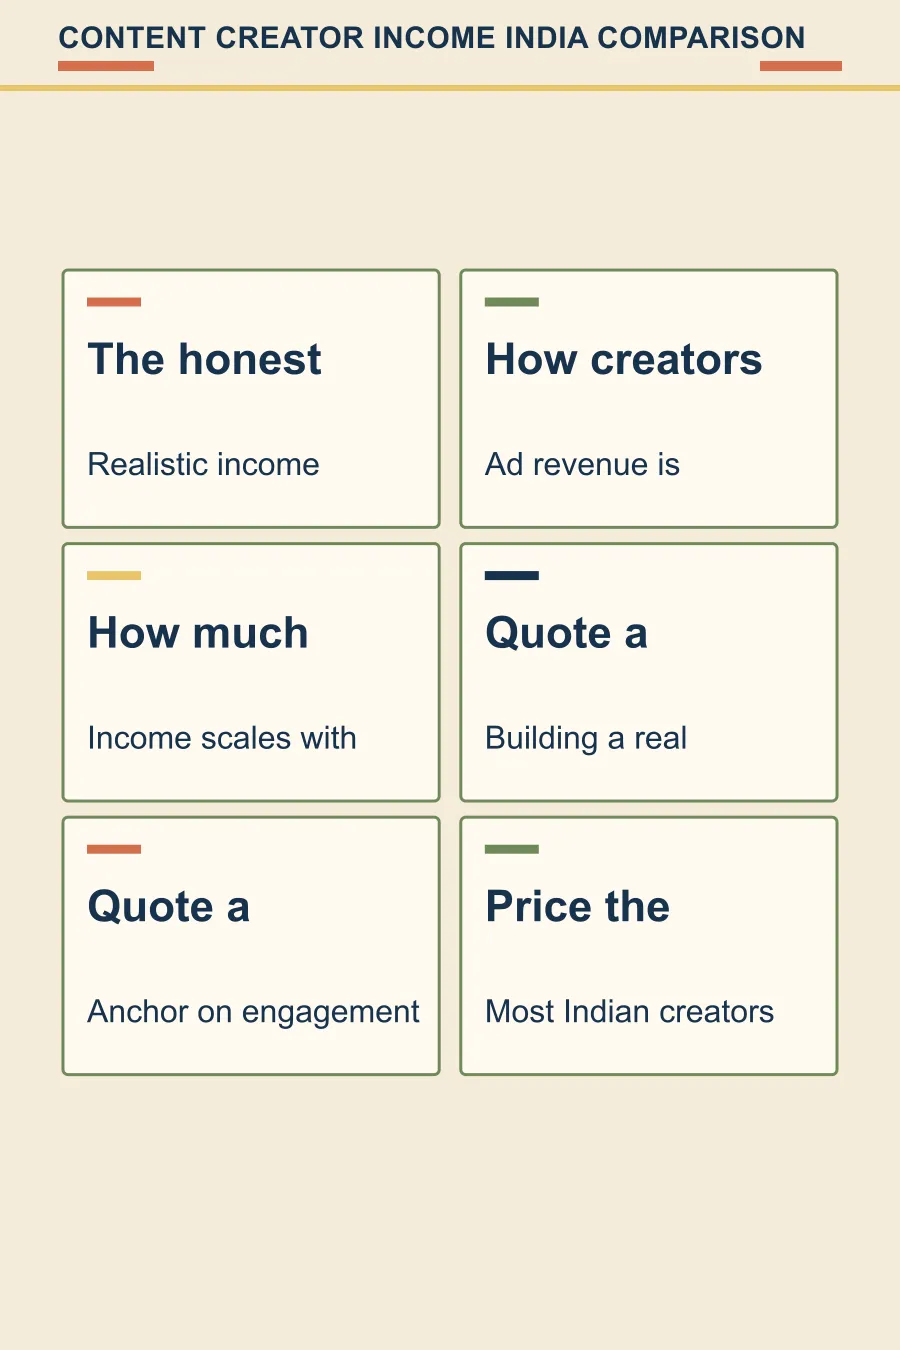 CONTENT CREATOR INCOME INDIA COMPARISON
The honest
Realistic income
How creators
Ad revenue is
How much
Income scales with
Quote a
Building a real
Quote a
Anchor on engagement
Price the
Most Indian creators